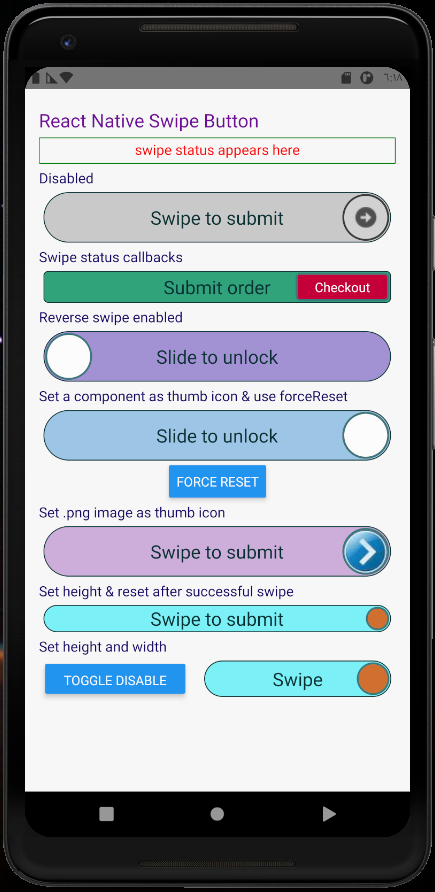 ٦:١٨
React Native Swipe Button
swipe status appears here
Disabled
Swipe to submit
Swipe status callbacks
Submit order
Checkout
Reverse swipe enabled
Slide to unlock
Set a component as thumb icon & use forceReset
Slide to unlock
FORCE RESET
Set .png image as thumb icon
Swipe to submit
Set height & reset after successful swipe
Swipe to submit
Set height and width
TOGGLE DISABLE
Swipe